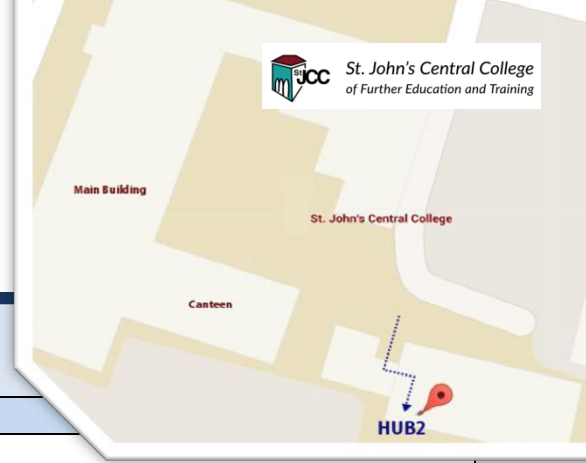 StJCC
St. John's Central College
of Further Education and Training
Main Building
St. John's Central College
Canteen
HUB2